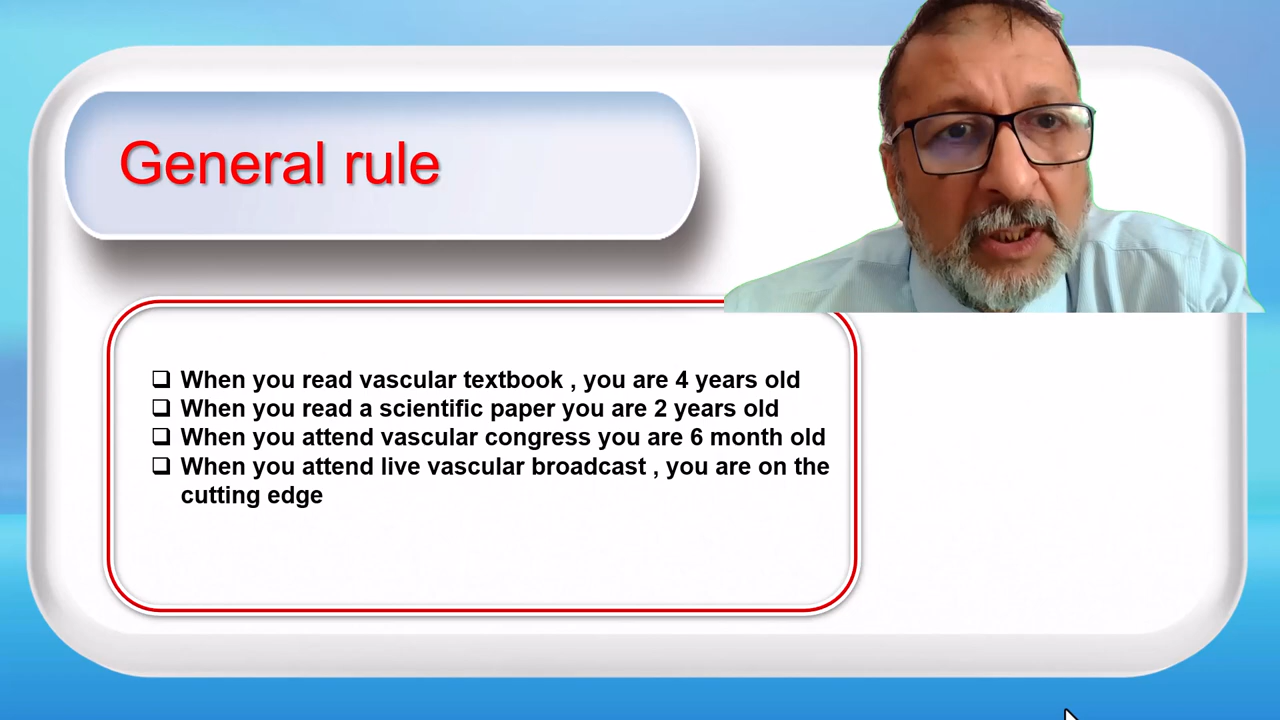 General rule
When you read vascular textbook , you are 4 years old
When you read a scientific paper you are 2 years old
When you attend vascular congress you are 6 month old
When you attend live vascular broadcast , you are on the
cutting edge